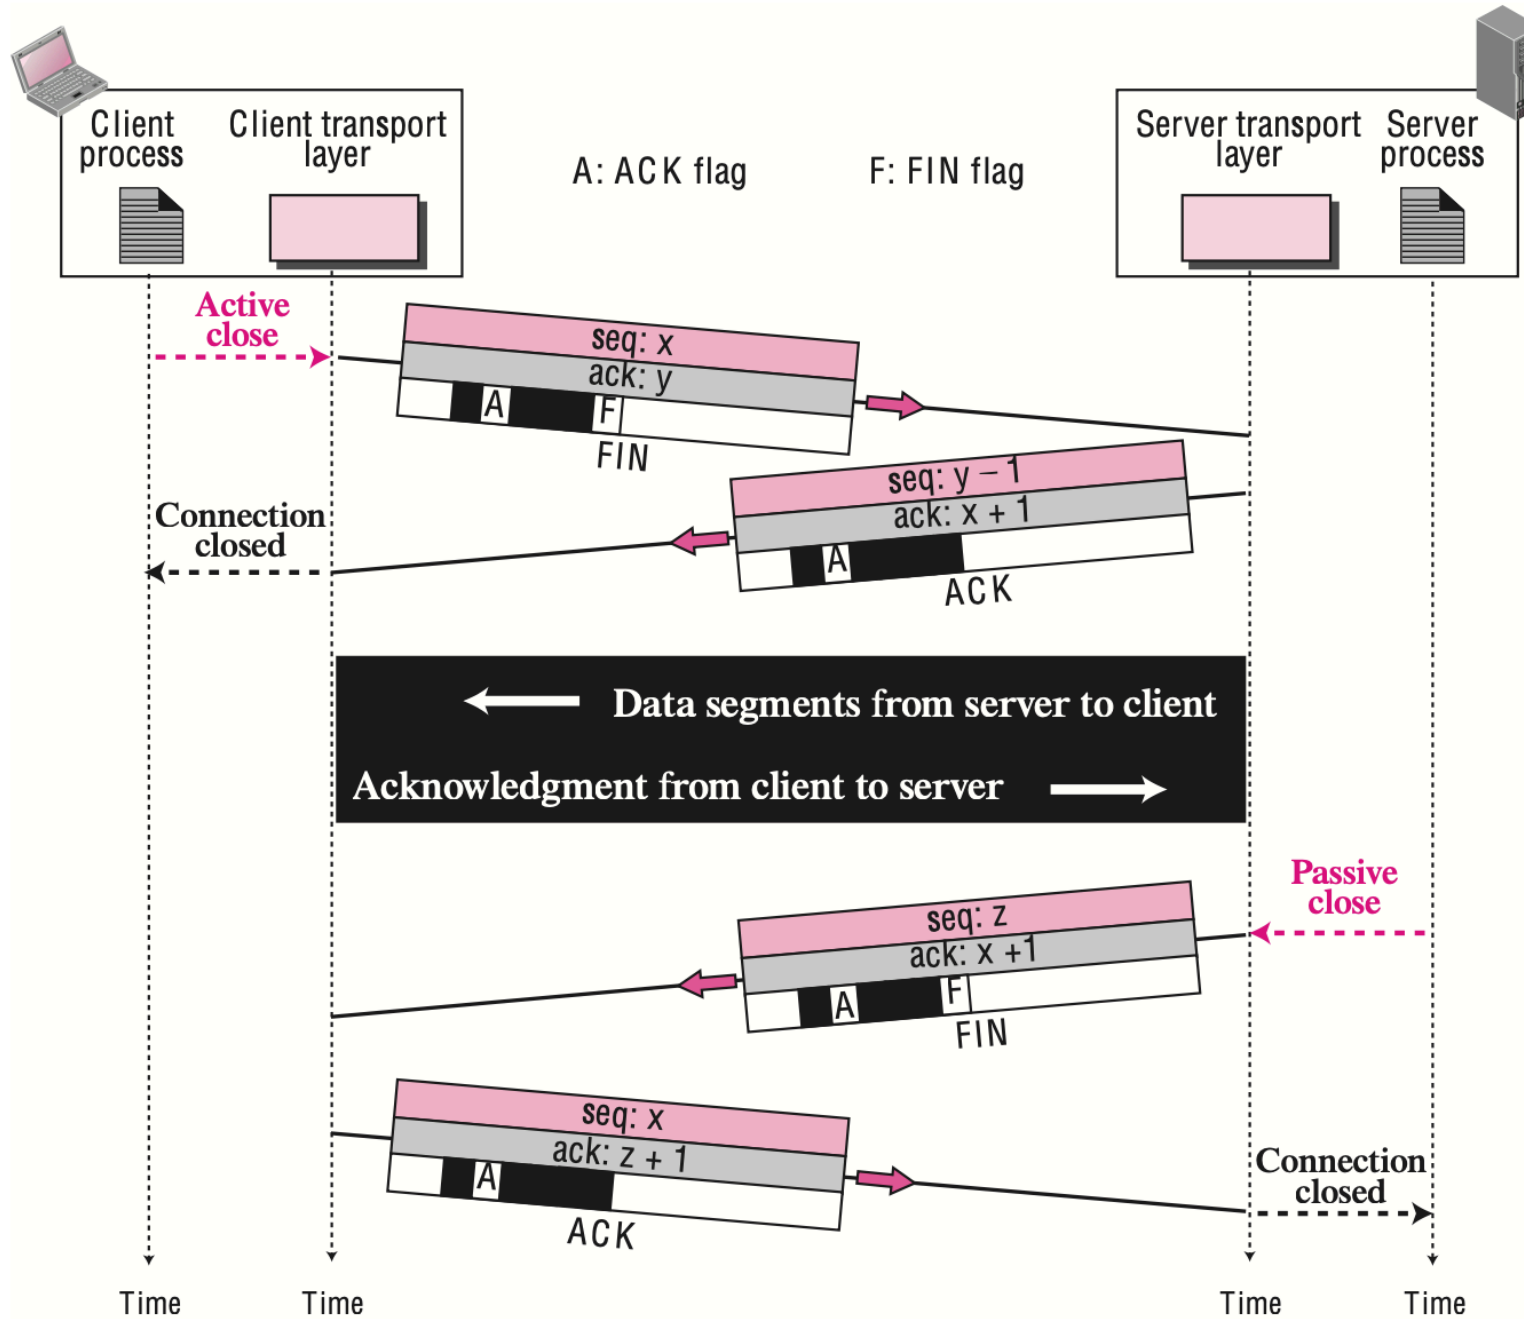 Client
process
Client transport
layer
A: ACK flag
F: FIN flag
Server transport
layer
Server
process
Active
close
seq: x
ack: y
A
F
FIN
seq: y – 1
ack: x + 1
A
ACK
Connection
closed
Data segments from server to client
Acknowledgment from client to server
Passive
close
seq: z
ack: x +1
A
F
FIN
seq: x
ack: z + 1
A
ACK
Connection
closed
Time
Time
Time
Time